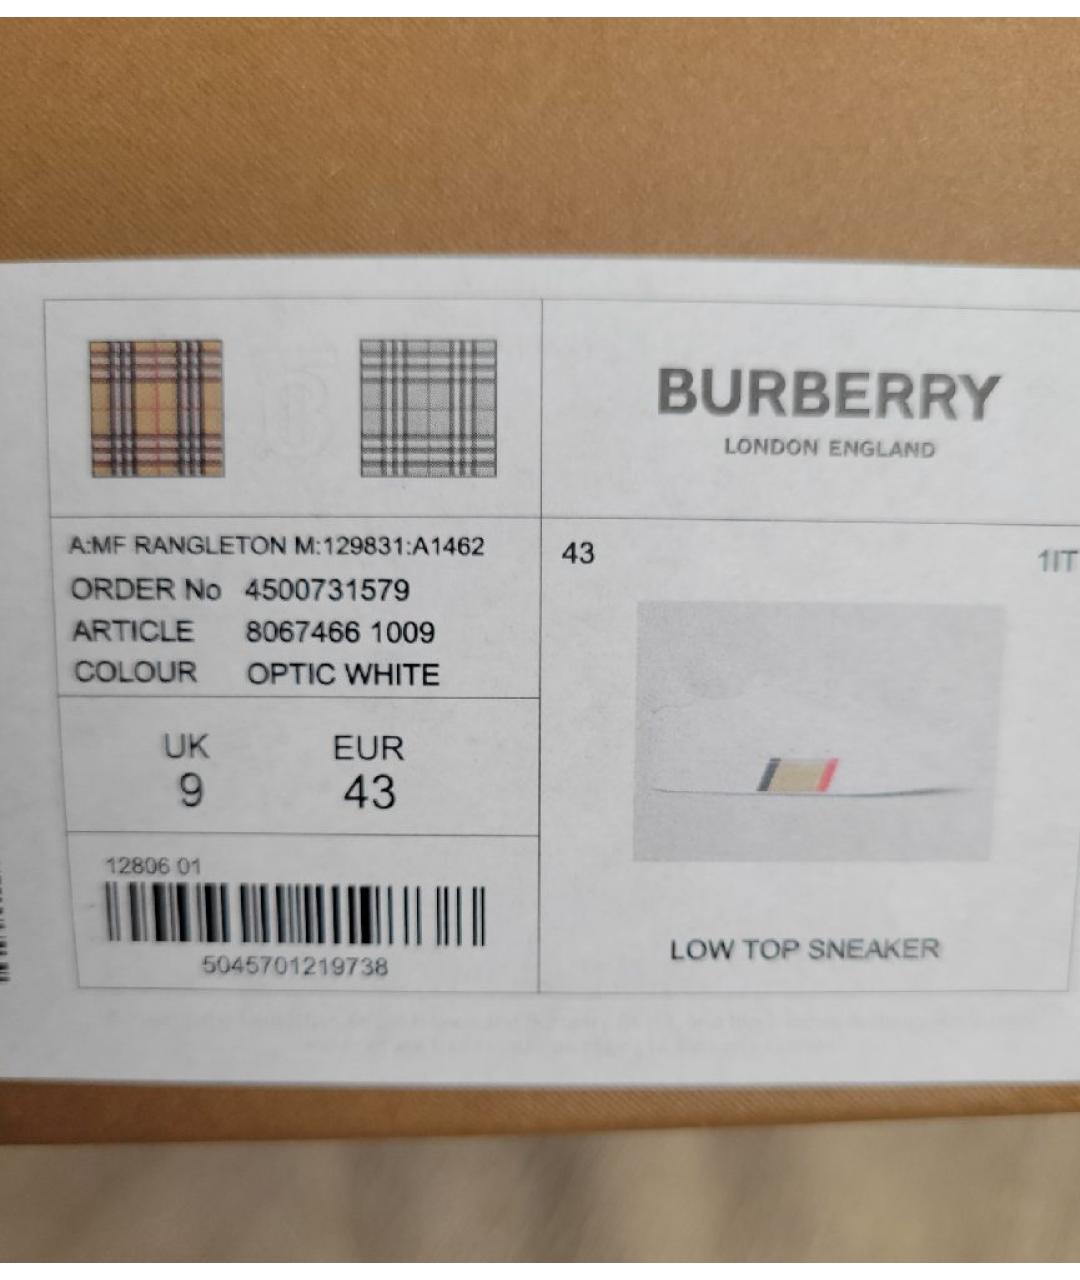 BURBERRY
LONDON ENGLAND
A:MF RANGLETON M:129831:A1462
ORDER No 4500731579
ARTICLE 8067466 1009
COLOUR OPTIC WHITE
UK EUR
9 43
12806 01
5045701219738
43 1IT
LOW TOP SNEAKER